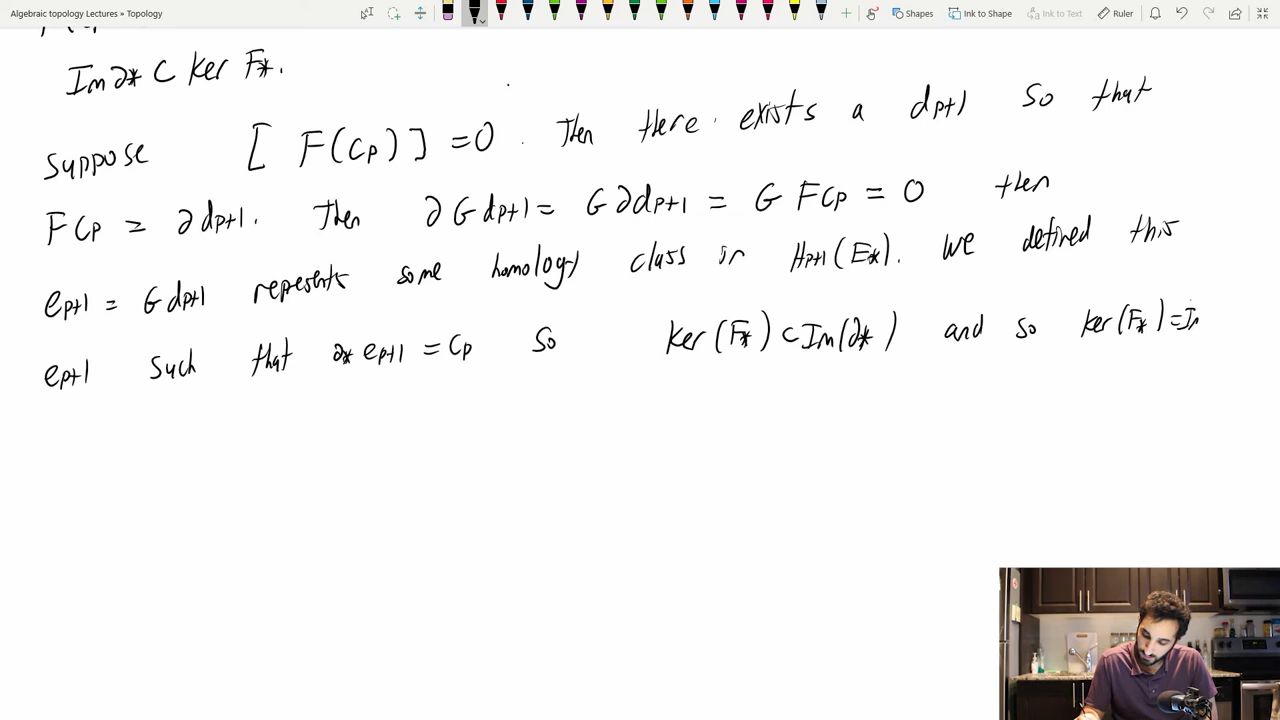 Algebraic topology Lectures » Topology
Shapes Ink to Shape Ink to Text Ruler
Im ∂* ⊂ Ker F*.
Suppose [ F(Cp) ] = 0. Then there exists a dp+1 so that
FCp = ∂dp+1. Then ∂Gdp+1 = G∂dp+1 = G FCp = 0 then
ep+1 = Gdp+1 represents some homology class in Hp+1(E*). We defined this
ep+1 such that ∂* ep+1 = Cp so Ker(F*) ⊂ Im(∂*) and so Ker(F*) = Im